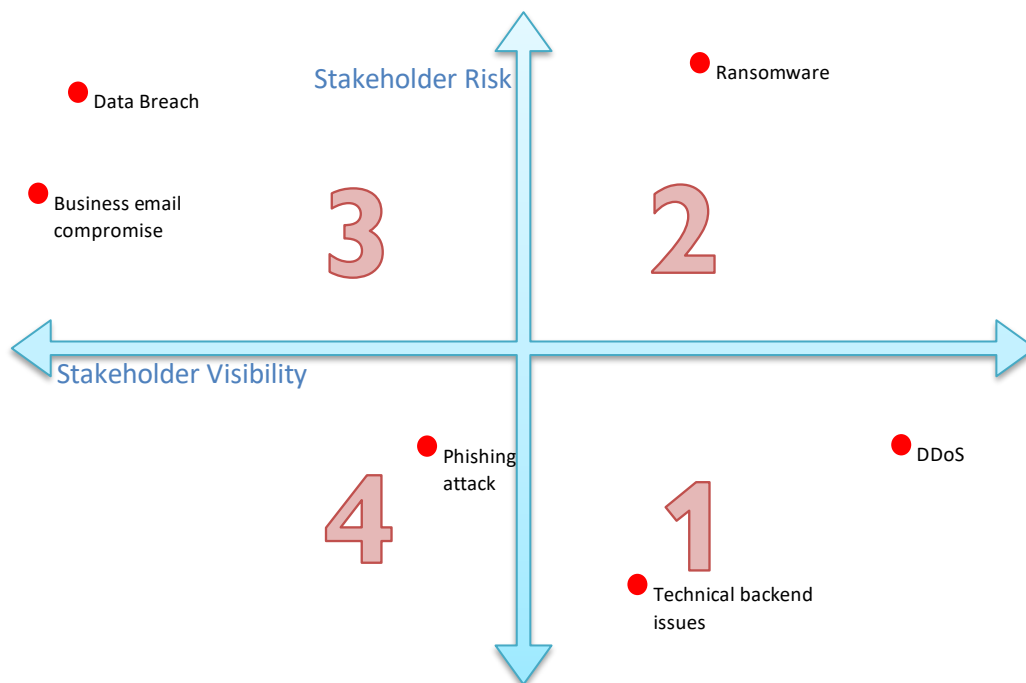 Stakeholder Risk
Ransomware
Data Breach
Business email
compromise
3
2
Stakeholder Visibility
Phishing
attack
DDoS
4
1
Technical backend
issues